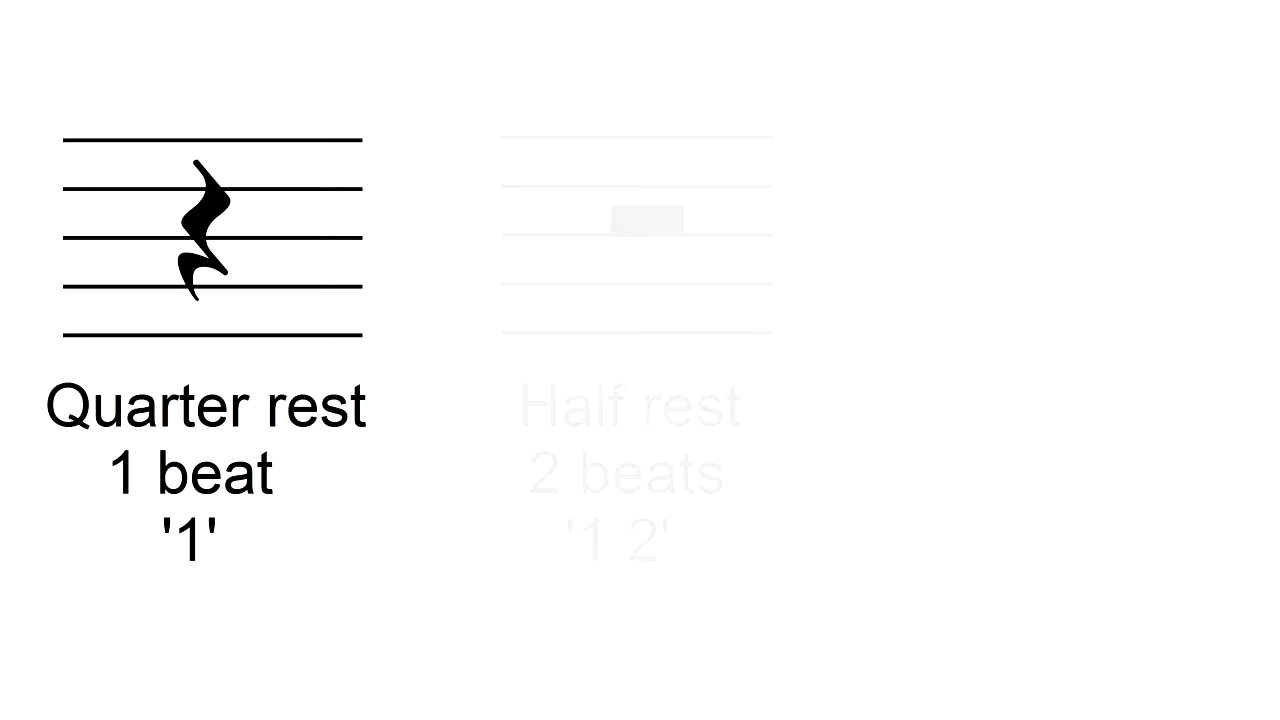 Quarter rest
1 beat
'1'
Half rest
2 beats
'1 2'